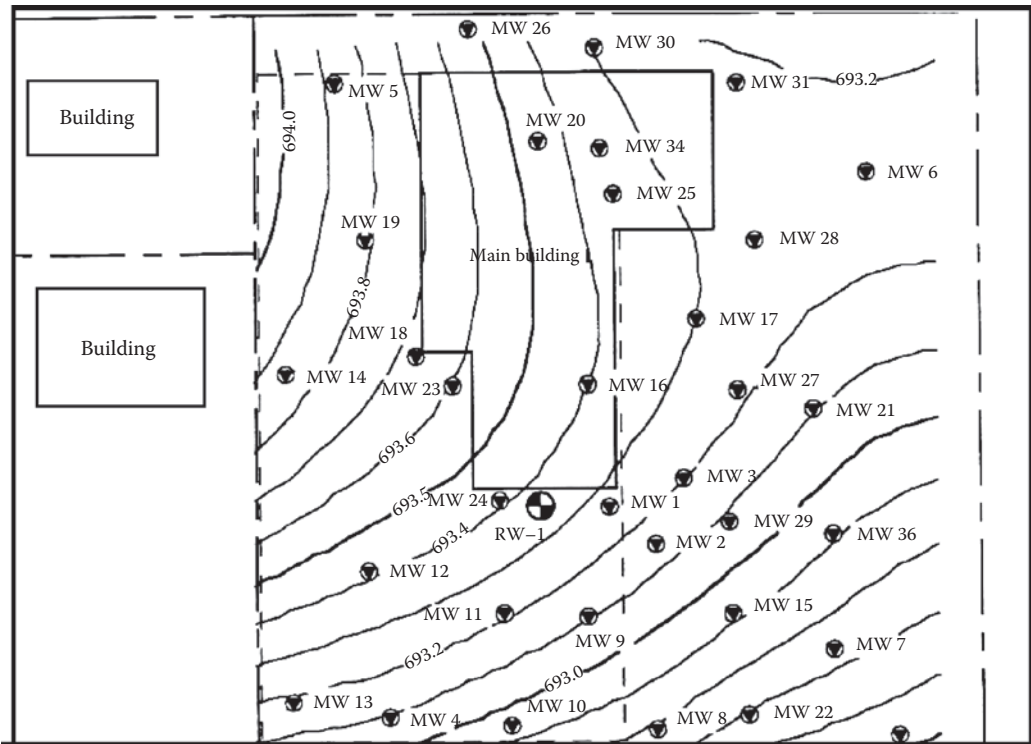 MW 26
MW 30
MW 31
693.2
MW 5
Building
694.0
MW 20
MW 34
MW 6
MW 25
MW 19
MW 28
Main building
693.8
MW 17
MW 18
Building
MW 14
MW 23
MW 16
MW 27
MW 21
693.6
MW 3
693.5
MW 24
MW 1
RW–1
MW 29
MW 36
693.4
MW 2
MW 12
MW 11
MW 15
MW 9
MW 7
693.2
693.0
MW 13
MW 4
MW 10
MW 8
MW 22